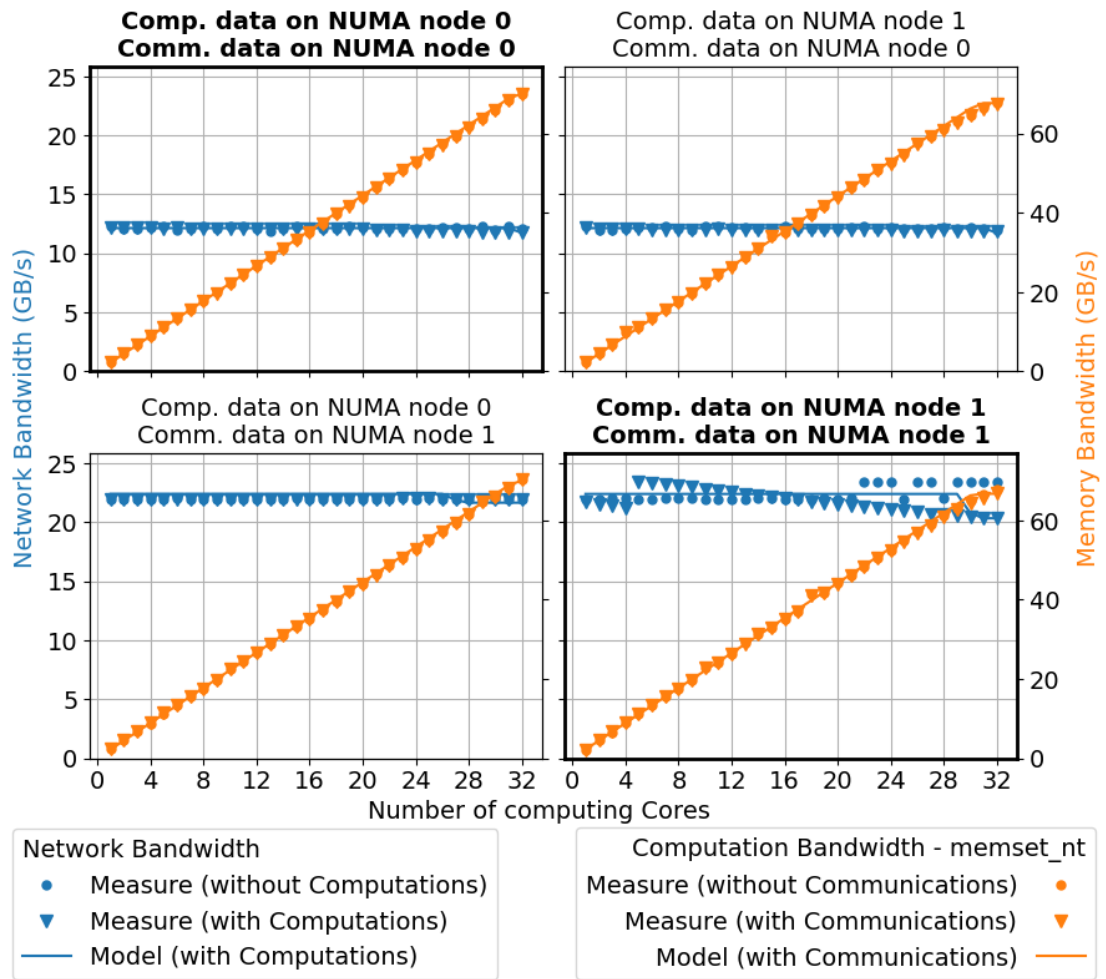 Comp. data on NUMA node 0
Comm. data on NUMA node 0
Comp. data on NUMA node 1
Comm. data on NUMA node 0
25
20
15
10
5
0
60
40
20
0
Comp. data on NUMA node 0
Comm. data on NUMA node 1
Comp. data on NUMA node 1
Comm. data on NUMA node 1
25
20
15
10
5
0
60
40
20
0
0 4 8 12 16 20 24 28 32
0 4 8 12 16 20 24 28 32
Network Bandwidth (GB/s)
Memory Bandwidth (GB/s)
Number of computing Cores
Network Bandwidth
Measure (without Computations)
Measure (with Computations)
Model (with Computations)
Computation Bandwidth - memset_nt
Measure (without Communications)
Measure (with Communications)
Model (with Communications)